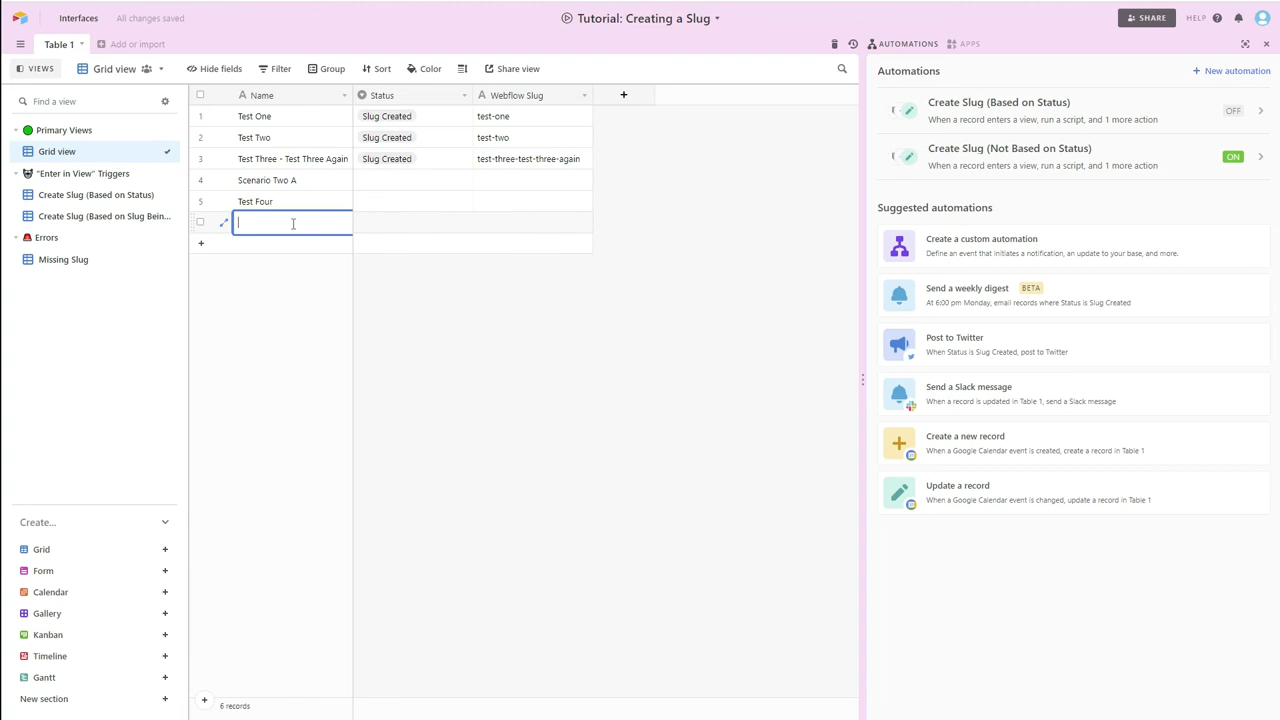 Interfaces
All changes saved
Tutorial: Creating a Slug
SHARE
HELP
Table 1
Add or import
AUTOMATIONS
APPS
VIEWS
Grid view
Hide fields
Filter
Group
Sort
Color
Share view
Automations
New automation
Find a view
Name
Status
Webflow Slug
Create Slug (Based on Status)
When a record enters a view, run a script, and 1 more action
OFF
Create Slug (Not Based on Status)
When a record enters a view, run a script, and 1 more action
ON
1
Test One
Slug Created
test-one
2
Test Two
Slug Created
test-two
3
Test Three - Test Three Again
Slug Created
test-three-test-three-again
4
Scenario Two A
5
Test Four
Primary Views
Grid view
"Enter in View" Triggers
Create Slug (Based on Status)
Create Slug (Based on Slug Bein...
Errors
Missing Slug
Suggested automations
Create a custom automation
Define an event that initiates a notification, an update to your base, and more.
Send a weekly digest
BETA
At 6:00 pm Monday, email records where Status is Slug Created
Post to Twitter
When Status is Slug Created, post to Twitter
Send a Slack message
When a record is updated in Table 1, send a Slack message
Create a new record
When a Google Calendar event is created, create a record in Table 1
Update a record
When a Google Calendar event is changed, update a record in Table 1
Create...
Grid
Form
Calendar
Gallery
Kanban
Timeline
Gantt
New section
6 records